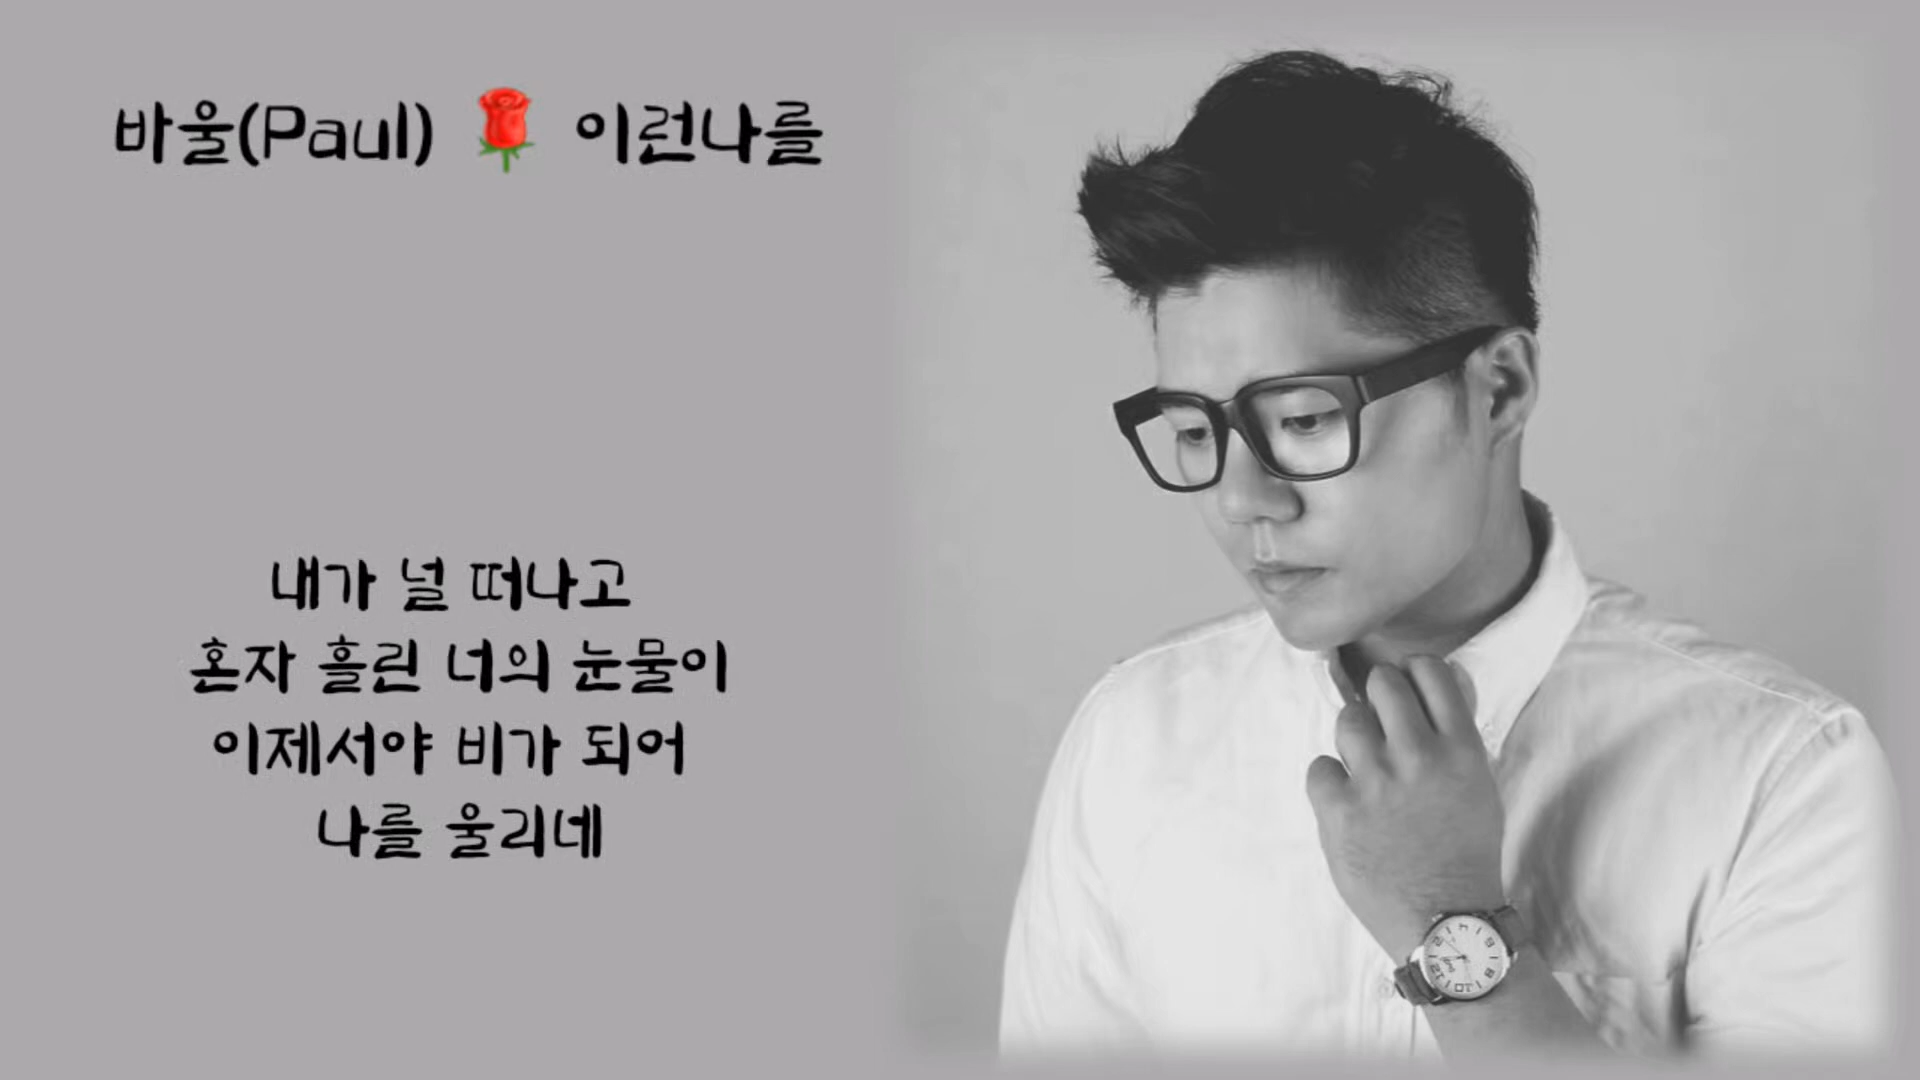 바울(Paul) 🌹 이런나를
내가 널 떠나고
혼자 흘린 너의 눈물이
이제서야 비가 되어
나를 울리네